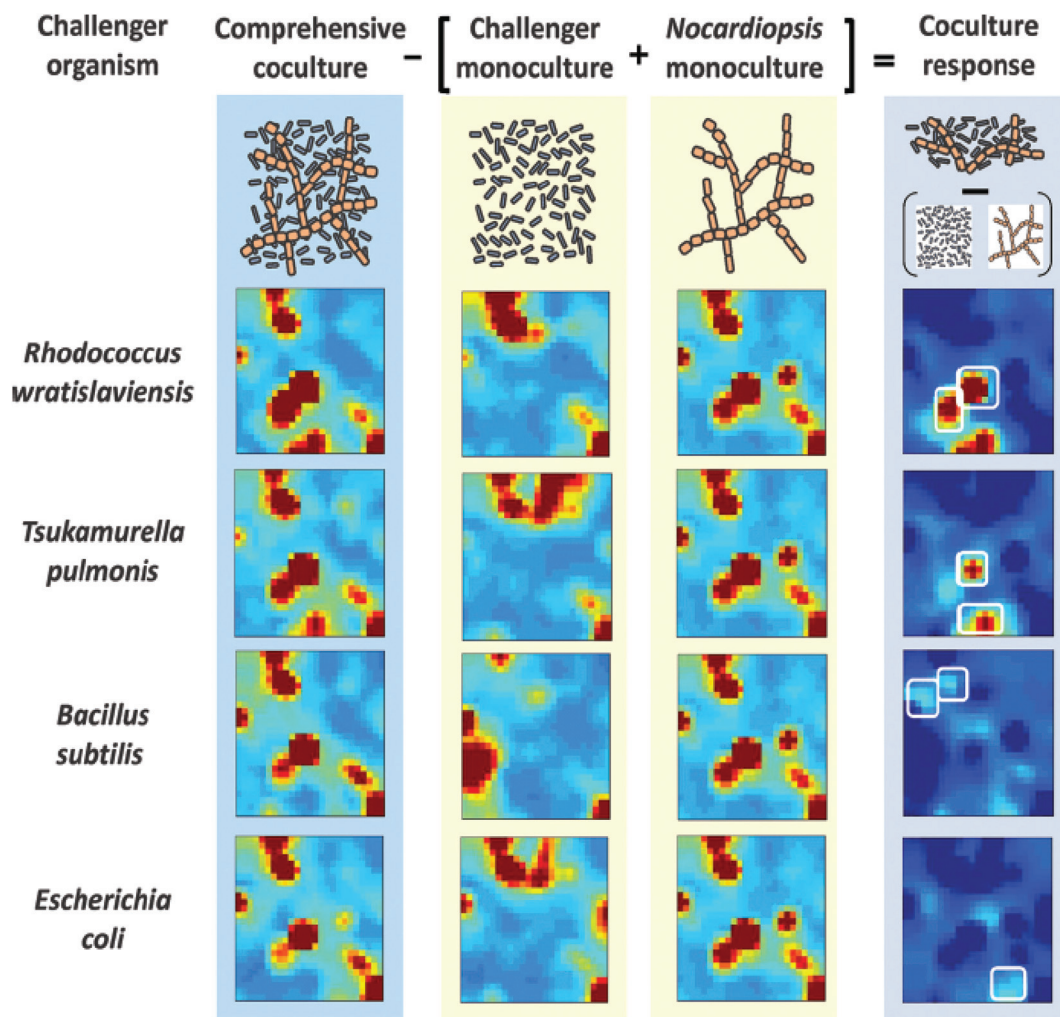 Challenger organism
Comprehensive coculture
−
[
Challenger monoculture
+
Nocardiopsis monoculture
]
=
Coculture response
−
Rhodococcus
wratislaviensis
Tsukamurella
pulmonis
Bacillus
subtilis
Escherichia
coli